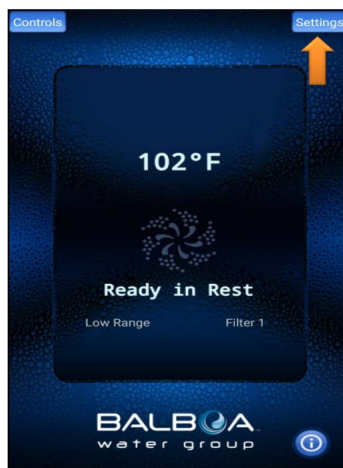 Controls
Settings
102°F
Ready in Rest
Low Range
Filter 1
BALBOA
water group
i